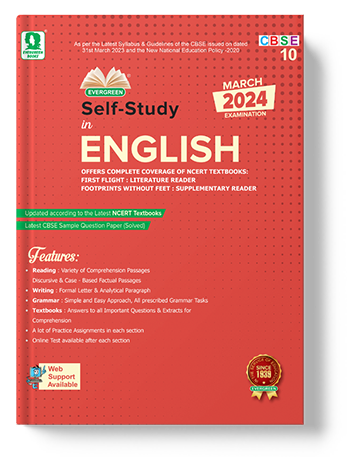 EVERGREEN
BOOKS
As per the Latest Syllabus & Guidelines of the CBSE issued on dated
31st March 2023 and the New National Education Policy -2020
CBSE
10
EVERGREEN
Self-Study
in
ENGLISH
MARCH
2024
EXAMINATION
OFFERS COMPLETE COVERAGE OF NCERT TEXTBOOKS:
FIRST FLIGHT : LITERATURE READER
FOOTPRINTS WITHOUT FEET : SUPPLEMENTARY READER
Updated according to the Latest NCERT Textbooks
Latest CBSE Sample Question Paper (Solved)
Features:
• Reading : Variety of Comprehension Passages
Discursive & Case - Based Factual Passages
• Writing : Formal Letter & Analytical Paragraph
• Grammar : Simple and Easy Approach, All prescribed Grammar Tasks
• Textbooks : Answers to all Important Questions & Extracts for
Comprehension
• A lot of Practice Assignments in each section
• Online Test available after each section
Web
Support
Available
SINCE
1939
EVERGREEN